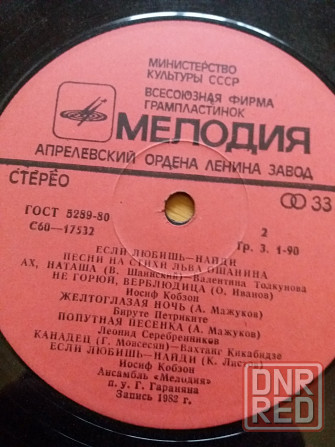 МИНИСТЕРСТВО
КУЛЬТУРЫ СССР
ВСЕСОЮЗНАЯ ФИРМА
ГРАМПЛАСТИНОК
МЕЛОДИЯ
АПРЕЛЕВСКИЙ ОРДЕНА ЛЕНИНА ЗАВОД
СТЕРЕО
33
ГОСТ 5289-80
2
С60—17532
Гр. 3. 1-90
ЕСЛИ ЛЮБИШЬ—НАЙДИ
ПЕСНИ НА СТИХИ ЛЬВА ОШАНИНА
АХ, НАТАША (В. Шаинский)—Валентина Толкунова
НЕ ГОРЮЙ, ВЕРБЛЮДИЦА (О. Иванов)
Иосиф Кобзон
ЖЕЛТОГЛАЗАЯ НОЧЬ (А. Мажуков)
Бируте Петриките
ПОПУТНАЯ ПЕСЕНКА (А. Мажуков)
Леонид Серебренников
КАНАДЕЦ (Г. Мовсесян)—Вахтанг Кикабидзе
ЕСЛИ ЛЮБИШЬ—НАЙДИ (К.
Иосиф Кобзон
Ансамбль «Мелодия»
п. у. Г. Гараняна
Запись 1982 г.
DNR
RED